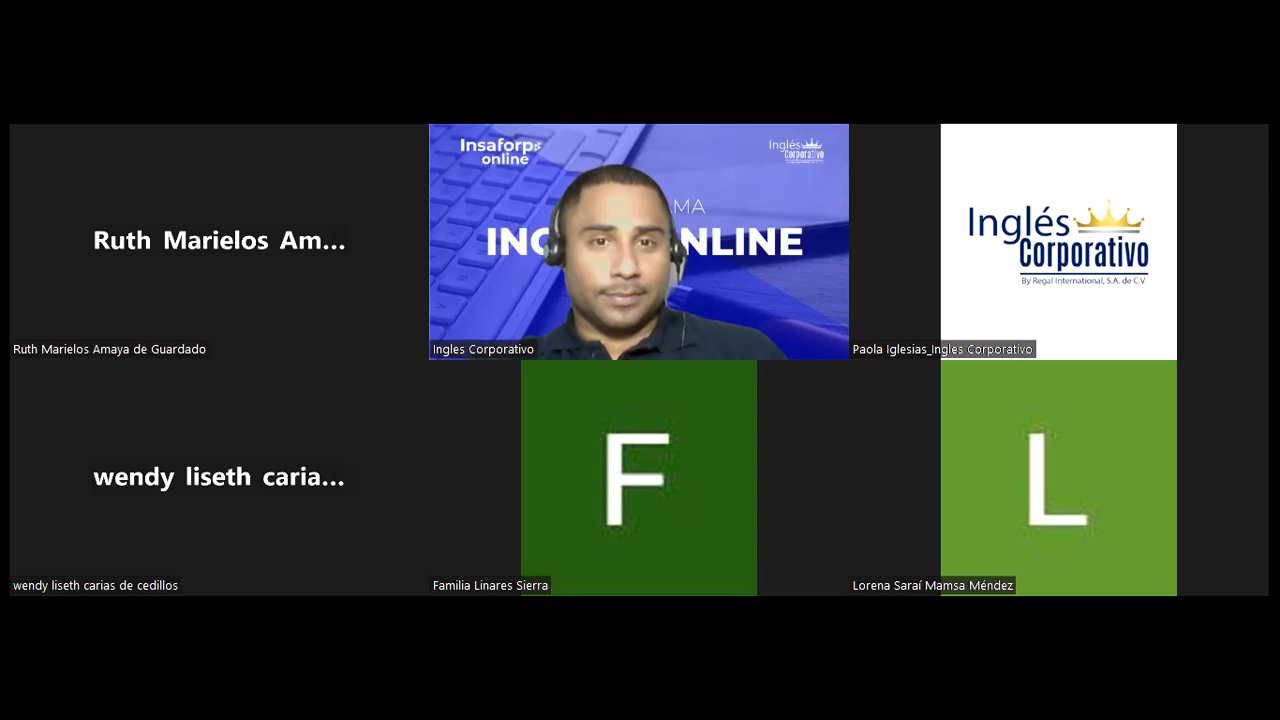 Ruth Marielos Am...
Ruth Marielos Amaya de Guardado
Insaforp
online
Inglés
Corporativo
MA
ING
NLINE
Ingles Corporativo
Inglés
Corporativo
By Regal International, S.A. de C.V.
Paola Iglesias_Ingles Corporativo
wendy liseth caria...
wendy liseth carias de cedillos
F
Familia Linares Sierra
L
Lorena Saraí Mamsa Méndez